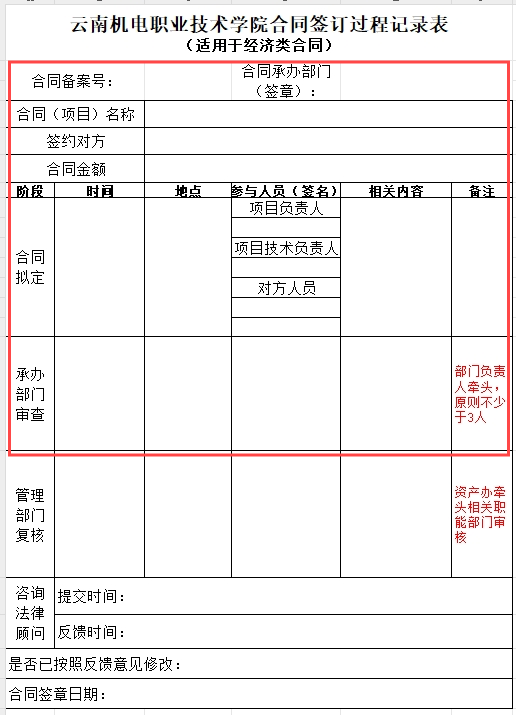 云南机电职业技术学院合同签订过程记录表
（适用于经济类合同）
合同备案号：
合同承办部门
（签章）：
合同（项目）名称
签约对方
合同金额
阶段 时间 地点 参与人员（签名） 相关内容 备注
合同
拟定
项目负责人
项目技术负责人
对方人员
承办
部门
审查
部门负责
人牵头，
原则不少
于3人
管理
部门
复核
资产办牵
头相关职
能部门审
核
咨询
法律
顾问
提交时间：
反馈时间：
是否已按照反馈意见修改：
合同签章日期：